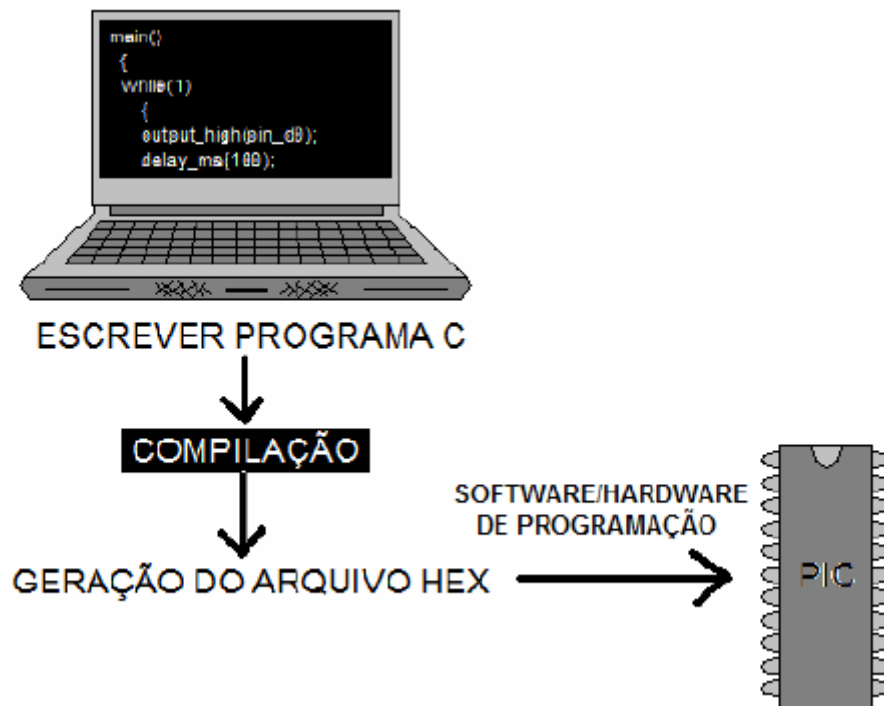 main()
{
while(1)
{
output_high(pin_d0);
delay_ms(100);
ESCREVER PROGRAMA C
COMPILAÇÃO
GERAÇÃO DO ARQUIVO HEX
SOFTWARE/HARDWARE
DE PROGRAMAÇÃO
PIC